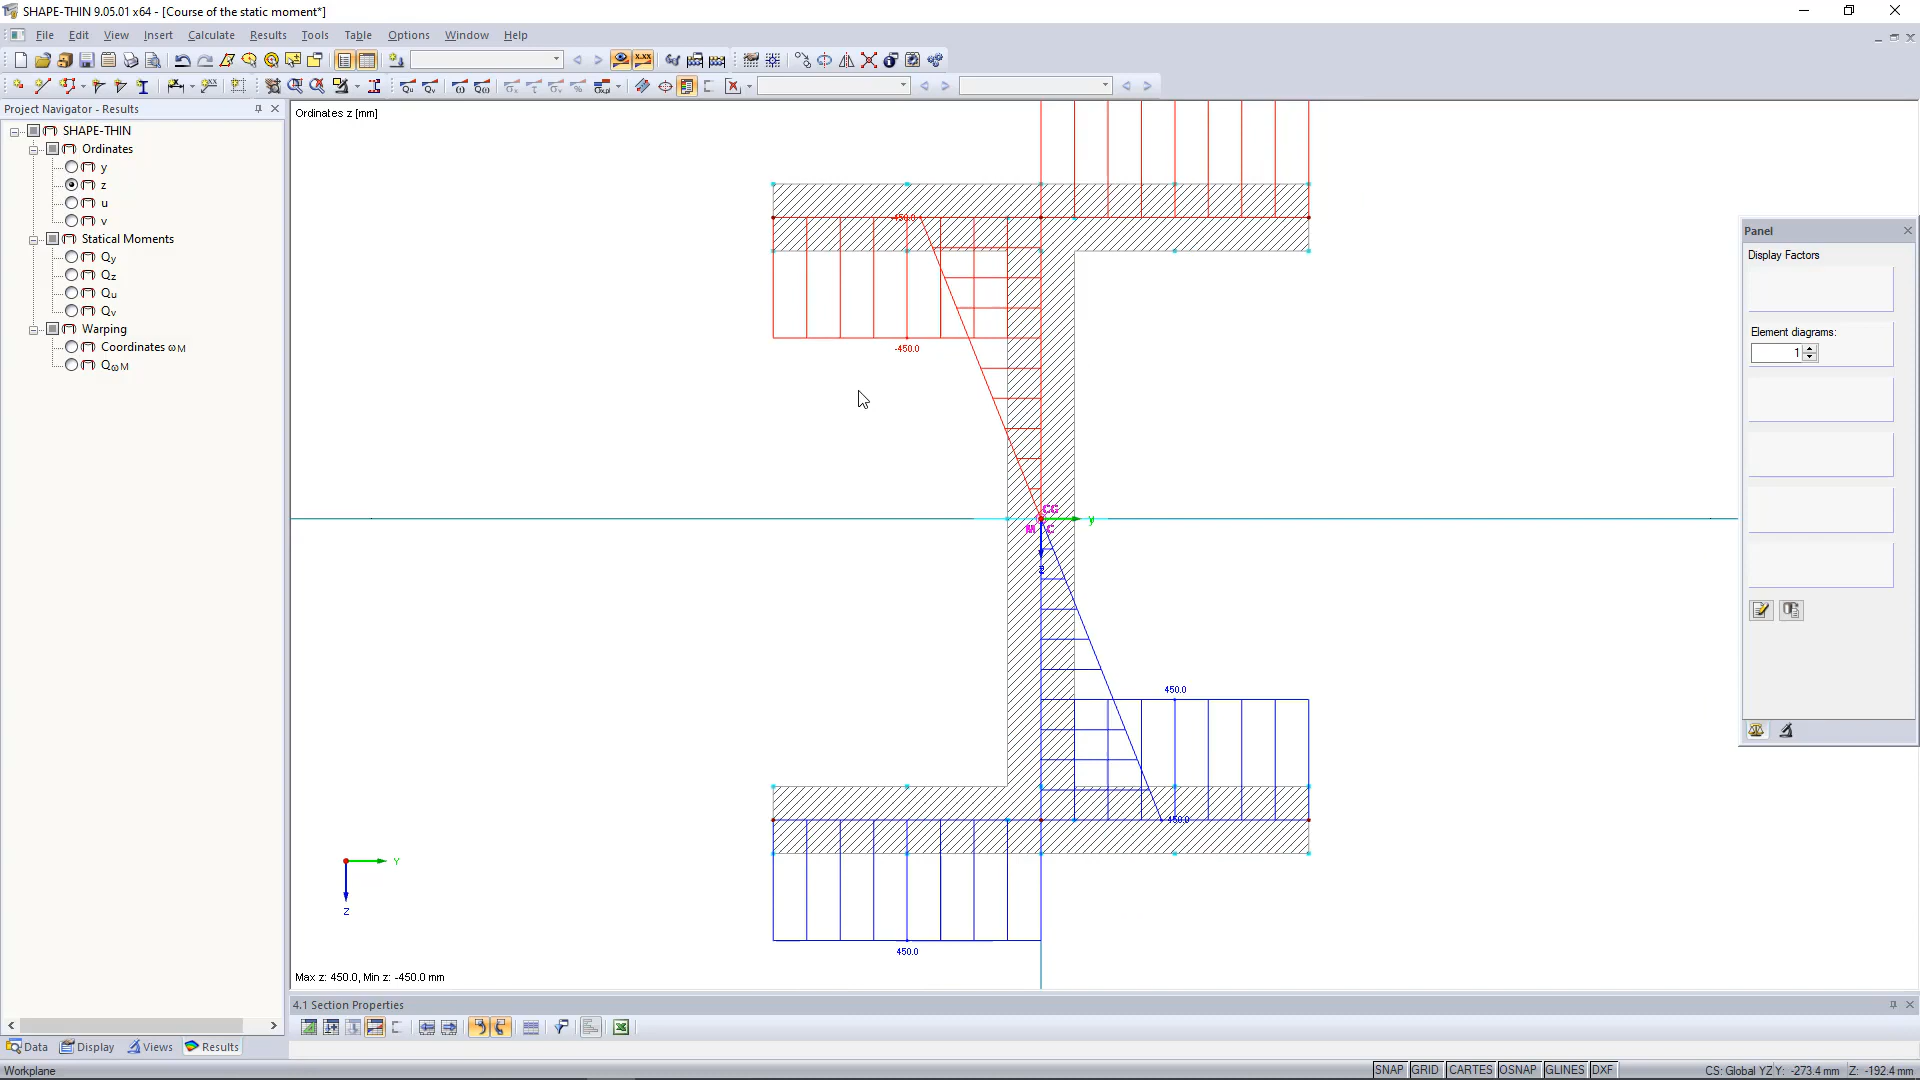 SHAPE-THIN 9.05.01 x64 - [Course of the static moment*]
File Edit View Insert Calculate Results Tools Table Options Window Help
Project Navigator - Results
SHAPE-THIN
Ordinates
y
z
u
v
Statical Moments
Qy
Qz
Qu
Qv
Warping
Coordinates ωM
QωM
Data Display Views Results
Ordinates z [mm]
-450.0
-450.0
CG
y
M C
z
450.0
450.0
450.0
Y
Z
Max z: 450.0, Min z: -450.0 mm
Panel
Display Factors
Element diagrams:
1
4.1 Section Properties
Workplane
SNAP GRID CARTES OSNAP GLINES DXF
CS: Global YZ Y: -273.4 mm Z: -192.4 mm